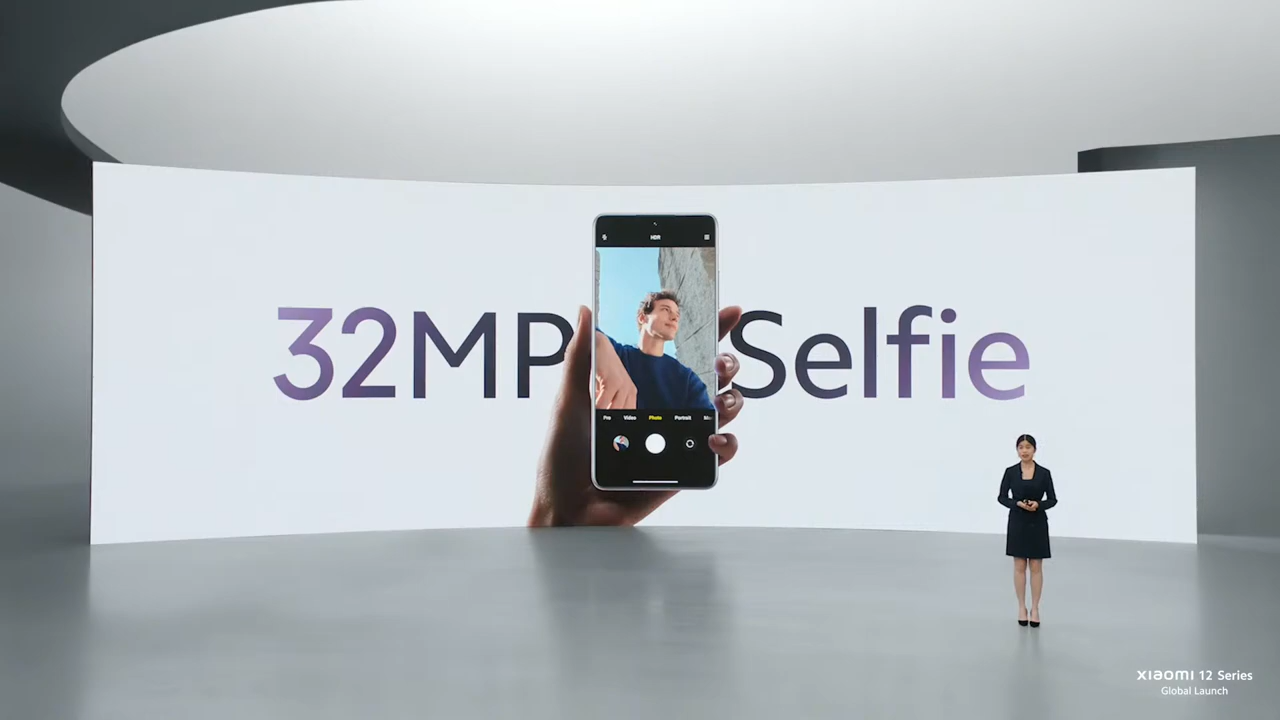 HDR
32MP Selfie
Pro Video Photo Portrait
XIAOMI 12 Series
Global Launch